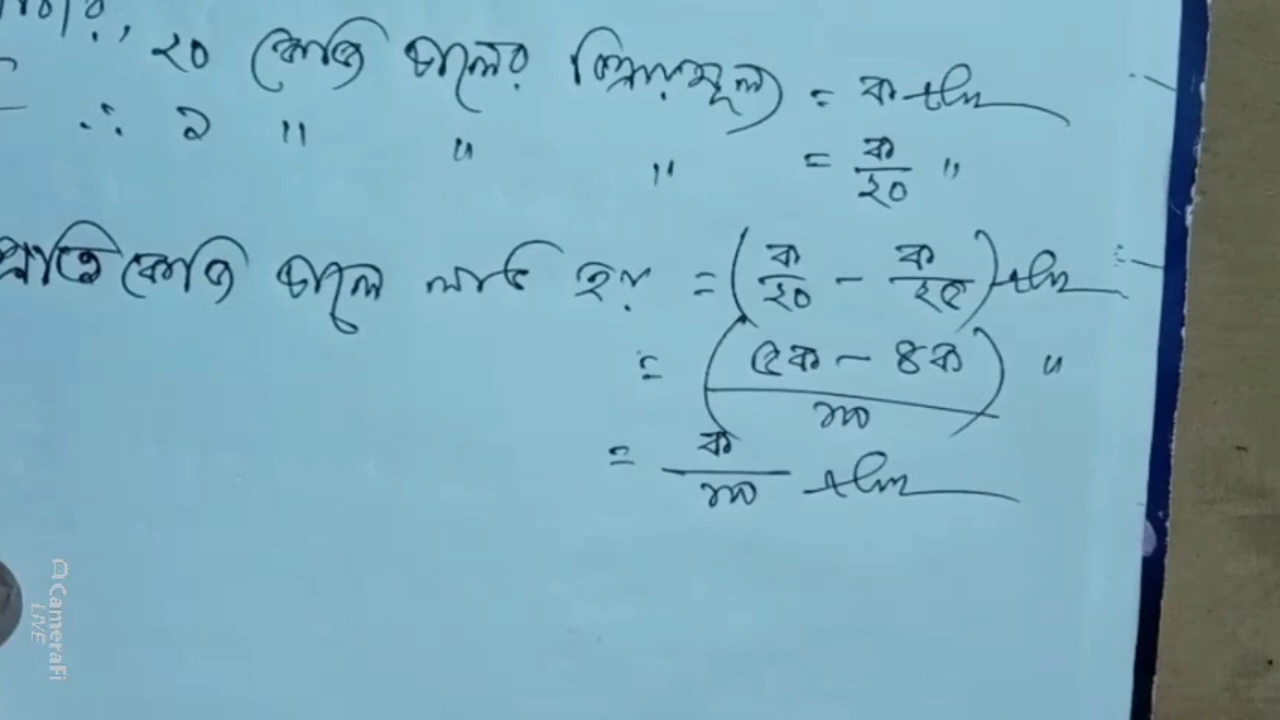 ২০ কেজি চালের বিক্রয়মূল্য = ক টাকা
∴ ১ " " " = ক/২০ "
প্রতি কেজি চালে লাভ হয় = (ক/২০ - ক/২৫) টাকা
= (৫ক - ৪ক)/১০০ "
= ক/১০০ টাকা
CameraFi
LIVE